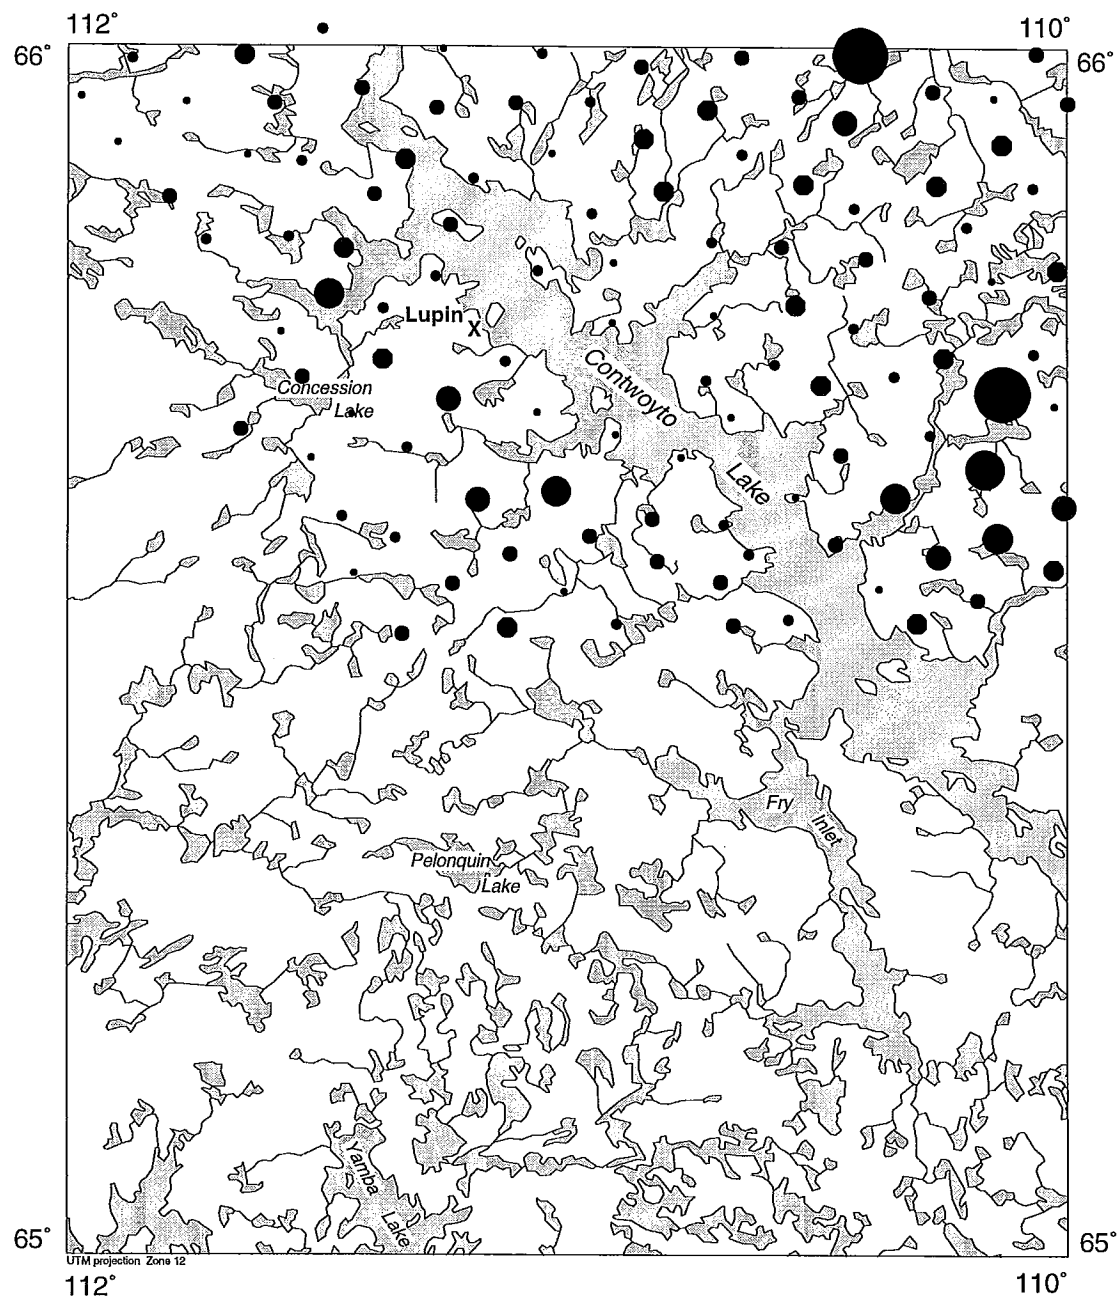 112° 110°
66° 66°
Lupin
X
Contwoyto
Concession
Lake
Lake
Fry
Inlet
Pelonquin
Lake
Yamba
Lake
65° 65°
UTM projection Zone 12
112° 110°